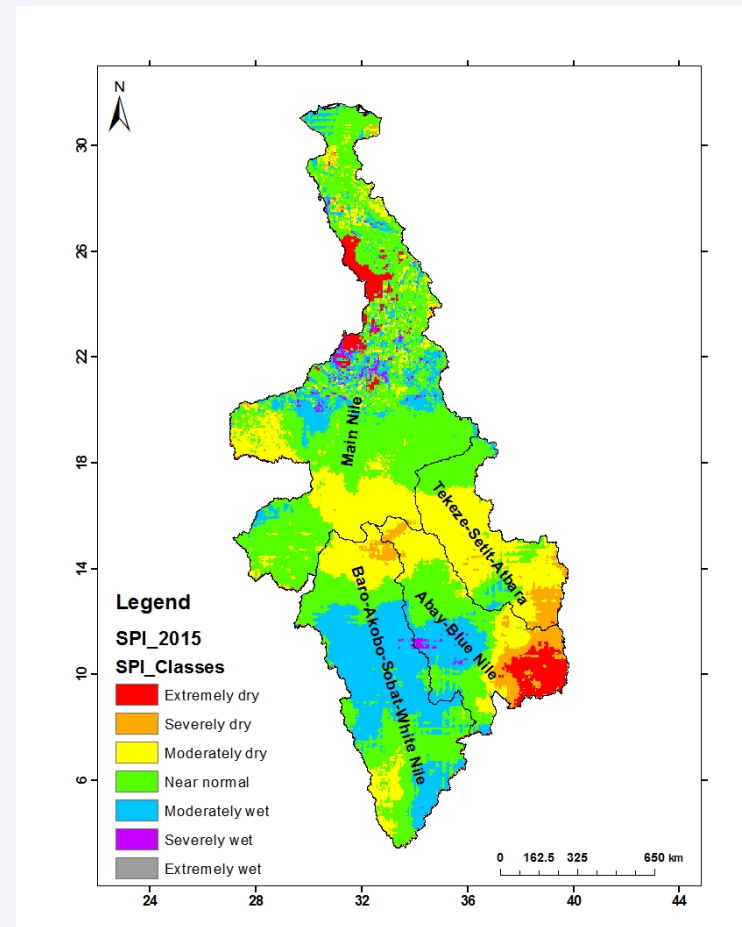 N
30
26
22
18
14
10
6
Main Nile
Tekeze-Setit-Atbara
Abay-Blue Nile
Baro-Akobo-Sobat-White Nile
Legend
SPI_2015
SPI_Classes
Extremely dry
Severely dry
Moderately dry
Near normal
Moderately wet
Severely wet
Extremely wet
0 162.5 325 650 km
24 28 32 36 40 44